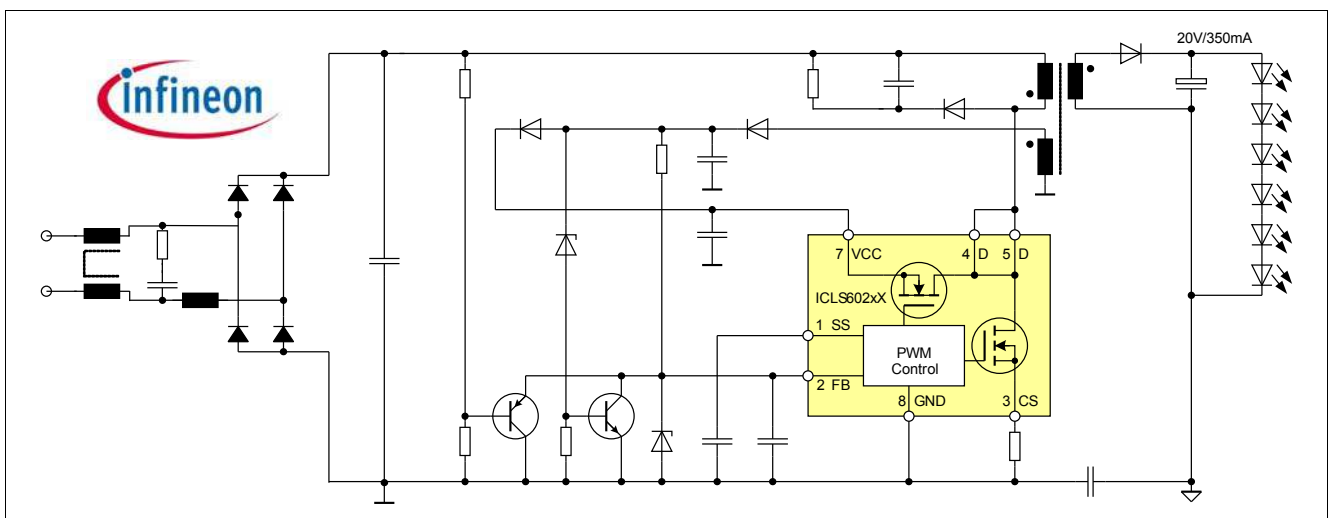 infineon
20V/350mA
7 VCC
4 D
5 D
ICLS602xX
1 SS
PWM
Control
2 FB
8 GND
3 CS